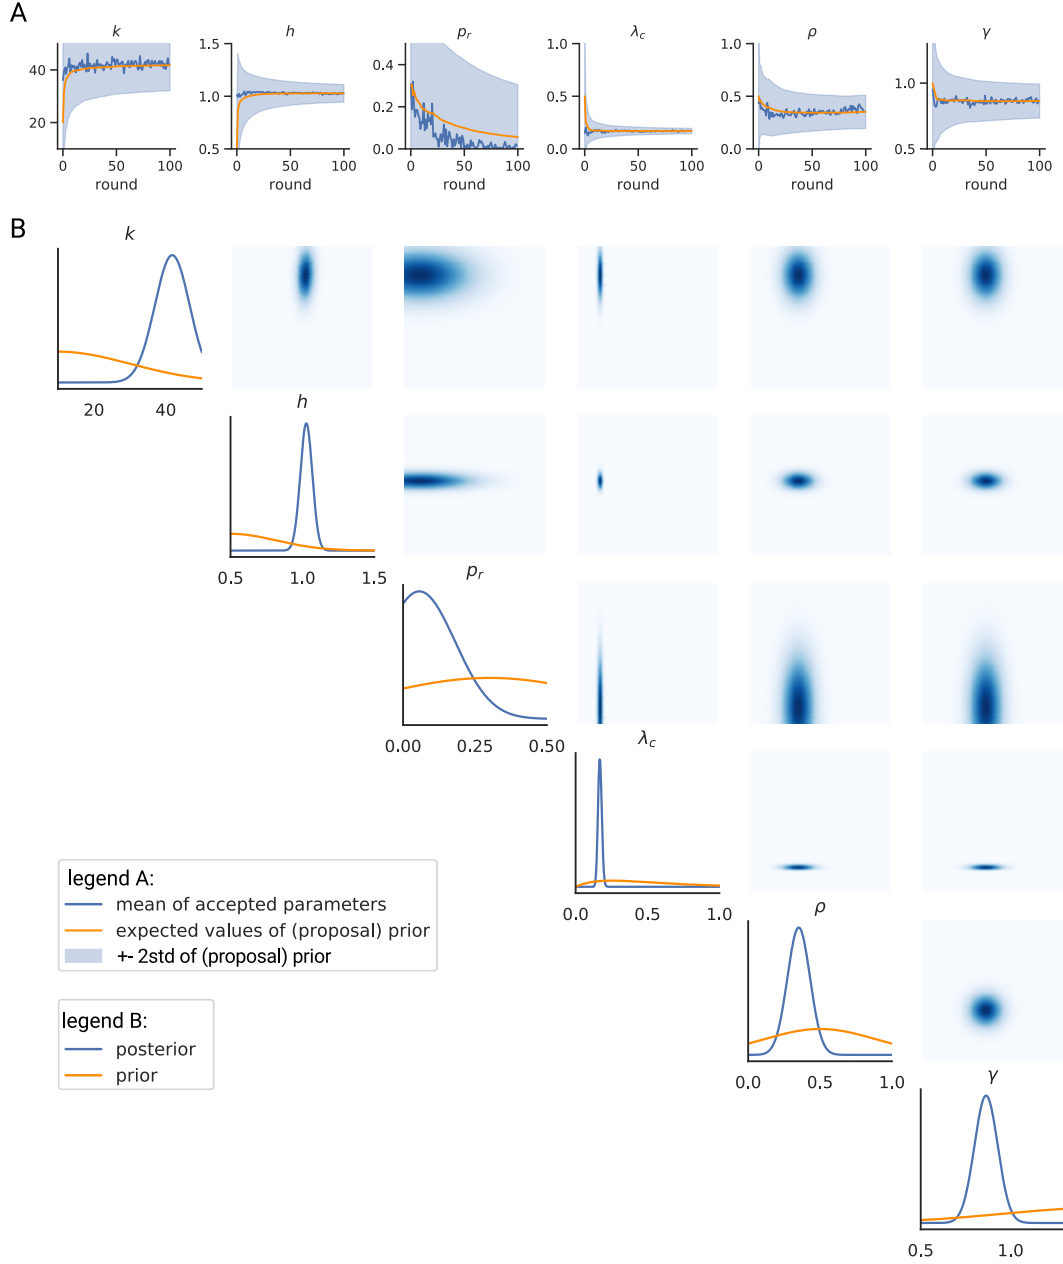 A
k h p_r λ_c ρ γ
40
20
1.5
1.0
0.5
0.4
0.2
0.0
1.0
0.5
0.0
1.0
0.5
0.0
1.5
1.0
0.5
0 50 100 0 50 100 0 50 100 0 50 100 0 50 100 0 50 100
round round round round round round
B
k
20 40
h
0.5 1.0 1.5
p_r
0.00 0.25 0.50
λ_c
0.0 0.5 1.0
ρ
0.0 0.5 1.0
γ
0.5 1.0
legend A:
mean of accepted parameters
expected values of (proposal) prior
+- 2std of (proposal) prior
legend B:
posterior
prior